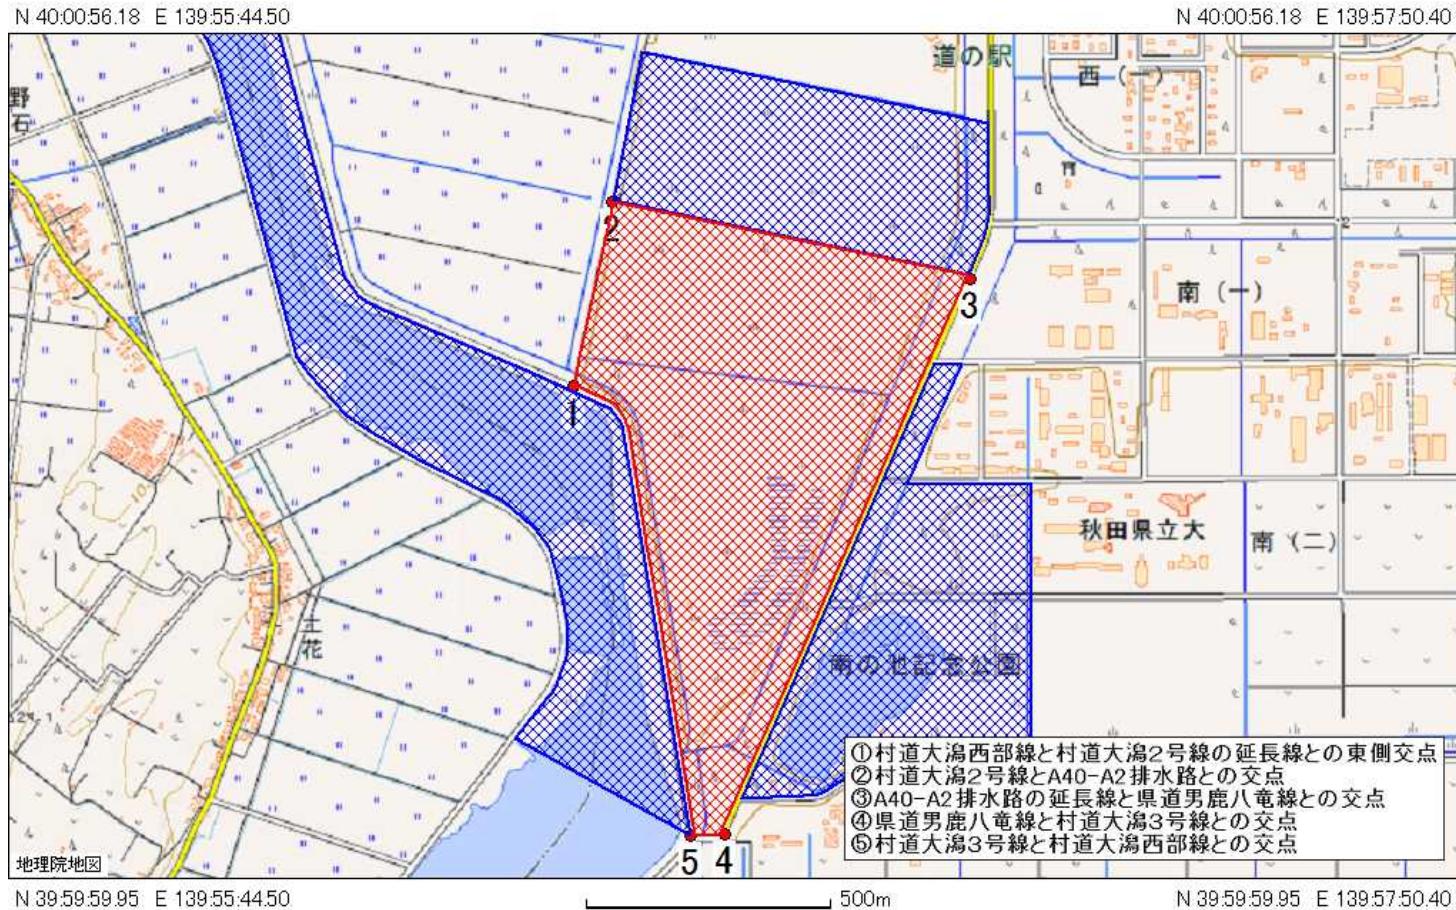 N 40:00:56.18 E 139:55:44.50
N 40:00:56.18 E 139:57:50.40
道の駅
西(一)
野石
2
3
南(一)
1
10
秋田県立大
南(二)
土花
南の池記念公園
①村道大潟西部線と村道大潟2号線の延長線との東側交点
②村道大潟2号線とA40-A2排水路との交点
③A40-A2排水路の延長線と県道男鹿八竜線との交点
④県道男鹿八竜線と村道大潟3号線との交点
⑤村道大潟3号線と村道大潟西部線との交点
5 4
地理院地図
N 39:59:59.95 E 139:55:44.50
500m
N 39:59:59.95 E 139:57:50.40